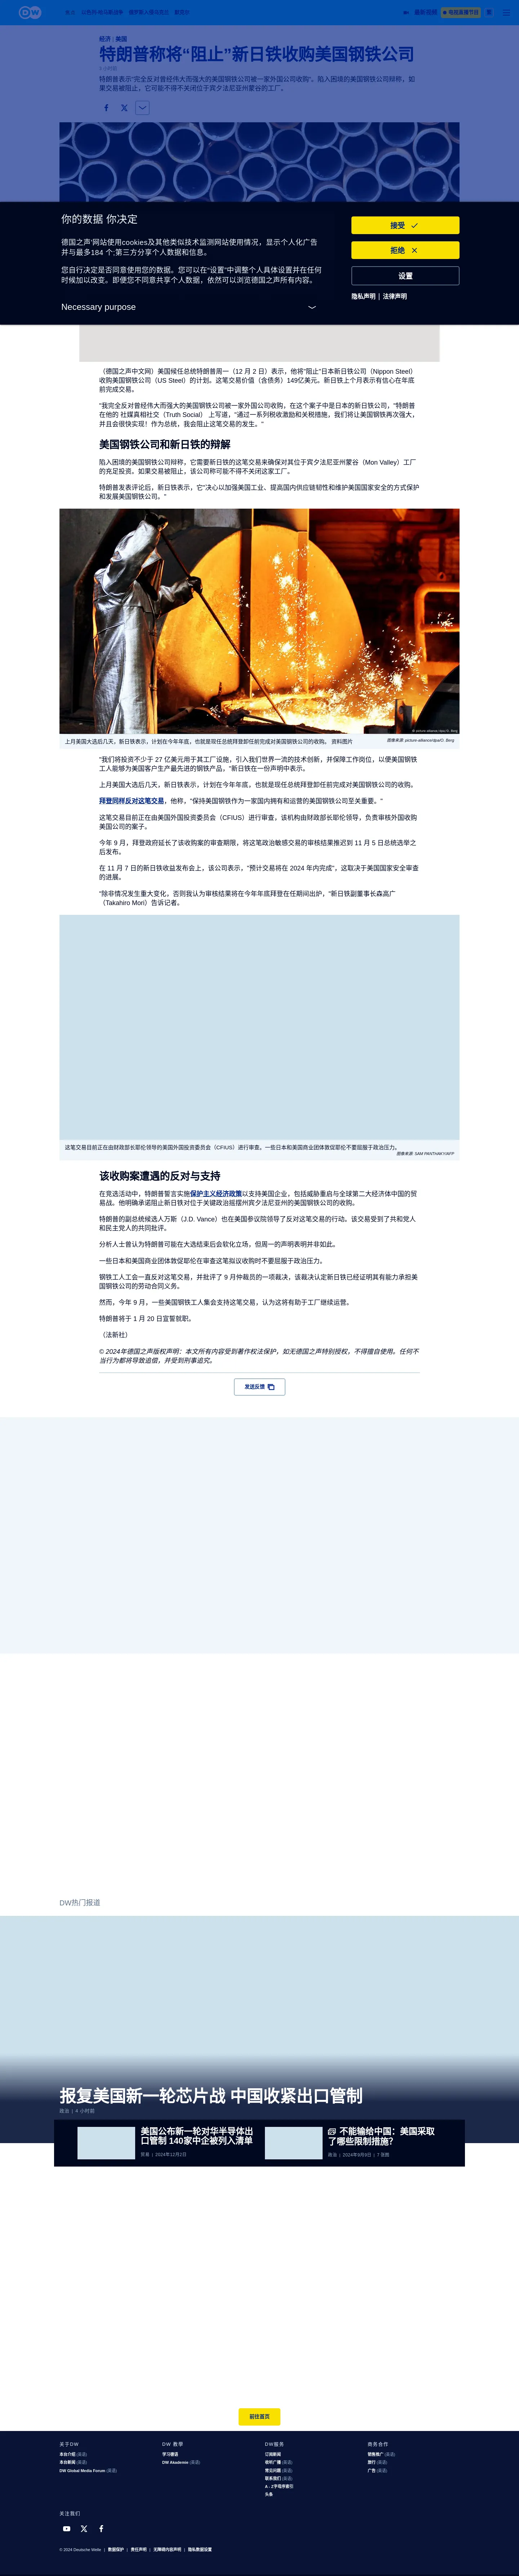 经济 | 美国
特朗普称将“阻止”新日铁收购美国钢铁公司
特朗普表示“完全反对曾经伟大而强大的美国钢铁公司被一家外国公司收购”。陷入困境的美国钢铁公司辩称，如
果交易被阻止，它可能不得不关闭位于宾夕法尼亚州蒙谷的工厂。
你的数据 你决定
德国之声'网站使用cookies及其他类似技术监测网站使用情况，显示个人化广告
并与最多184 个;第三方分享个人数据和信息。
您自行决定是否同意使用您的数据。您可以在“设置”中调整个人具体设置并在任何
时候加以改变。即便您不同意共享个人数据，依然可以浏览德国之声所有内容。
Necessary purpose
接受
拒绝
设置
隐私声明 | 法律声明
（德国之声中文网）美国候任总统特朗普周一（12 月 2 日）表示，他将“阻止”日本新日铁公司（Nippon Steel）
收购美国钢铁公司（US Steel）的计划。这笔交易价值（含债务）149亿美元。新日铁上个月表示有信心在年底
前完成交易。
“我完全反对曾经伟大而强大的美国钢铁公司被一家外国公司收购，在这个案子中是日本的新日铁公司，”特朗普
在他的 社媒真相社交（Truth Social） 上写道，“通过一系列税收激励和关税措施，我们将让美国钢铁再次强大，
并且会很快实现！作为总统，我会阻止这笔交易的发生。”
美国钢铁公司和新日铁的辩解
陷入困境的美国钢铁公司辩称，它需要新日铁的这笔交易来确保对其位于宾夕法尼亚州蒙谷（Mon Valley）工厂
的充足投资。如果交易被阻止，该公司称可能不得不关闭这家工厂。
特朗普发表评论后，新日铁表示，它“决心以加强美国工业、提高国内供应链韧性和维护美国国家安全的方式保护
和发展美国钢铁公司。”
上月美国大选后几天，新日铁表示，计划在今年年底，也就是现任总统拜登卸任前完成对美国钢铁公司的收购。 资料图片
图像来源: picture-alliance/dpa/O. Berg
“我们将投资不少于 27 亿美元用于其工厂设施，引入我们世界一流的技术创新，并保障工作岗位，以便美国钢铁
工人能够为美国客户生产最先进的钢铁产品，”新日铁在一份声明中表示。
上月美国大选后几天，新日铁表示，计划在今年年底，也就是现任总统拜登卸任前完成对美国钢铁公司的收购。
拜登同样反对这笔交易，他称，“保持美国钢铁作为一家国内拥有和运营的美国钢铁公司至关重要。”
这笔交易目前正在由美国外国投资委员会（CFIUS）进行审查，该机构由财政部长耶伦领导，负责审核外国收购
美国公司的案子。
今年 9 月，拜登政府延长了该收购案的审查期限，将这笔政治敏感交易的审核结果推迟到 11 月 5 日总统选举之
后发布。
在 11 月 7 日的新日铁收益发布会上，该公司表示，“预计交易将在 2024 年内完成”，这取决于美国国家安全审查
的进展。
“除非情况发生重大变化，否则我认为审核结果将在今年年底拜登在任期间出炉，”新日铁副董事长森高广
（Takahiro Mori）告诉记者。
这笔交易目前正在由财政部长耶伦领导的美国外国投资委员会（CFIUS）进行审查。一些日本和美国商业团体敦促耶伦不要屈服于政治压力。
图像来源: SAM PANTHAKY/AFP
该收购案遭遇的反对与支持
在竞选活动中，特朗普誓言实施保护主义经济政策以支持美国企业，包括威胁重启与全球第二大经济体中国的贸
易战。他明确承诺阻止新日铁对位于关键政治摇摆州宾夕法尼亚州的美国钢铁公司的收购。
特朗普的副总统候选人万斯（J.D. Vance）也在美国参议院领导了反对这笔交易的行动。该交易受到了共和党人
和民主党人的共同批评。
分析人士曾认为特朗普可能在大选结束后会软化立场，但周一的声明表明并非如此。
一些日本和美国商业团体敦促耶伦在审查这笔拟议收购时不要屈服于政治压力。
钢铁工人工会一直反对这笔交易，并批评了 9 月仲裁员的一项裁决，该裁决认定新日铁已经证明其有能力承担美
国钢铁公司的劳动合同义务。
然而，今年 9 月，一些美国钢铁工人集会支持这笔交易，认为这将有助于工厂继续运营。
特朗普将于 1 月 20 日宣誓就职。
（法新社）
© 2024年德国之声版权声明：本文所有内容受到著作权法保护，如无德国之声特别授权，不得擅自使用。任何不
当行为都将导致追偿，并受到刑事追究。
发送反馈
DW热门报道
报复美国新一轮芯片战 中国收紧出口管制
政治 | 4 小时前
美国公布新一轮对华半导体出
口管制 140家中企被列入清单
贸易 | 2024年12月2日
不能输给中国：美国采取
了哪些限制措施？
政治 | 2024年9月9日 | 7 张图
前往首页
关于DW
本台介绍 (英语)
本台新闻 (英语)
DW Global Media Forum (英语)
DW 教學
学习德语
DW Akademie (英语)
DW服务
订阅新闻
收听广播 (英语)
常见问题 (英语)
联系我们 (英语)
A - Z字母序索引
头条
商务合作
销售推广 (英语)
旅行 (英语)
广告 (英语)
关注我们
© 2024 Deutsche Welle | 数据保护 | 责任声明 | 无障碍内容声明 | 隐私数据设置